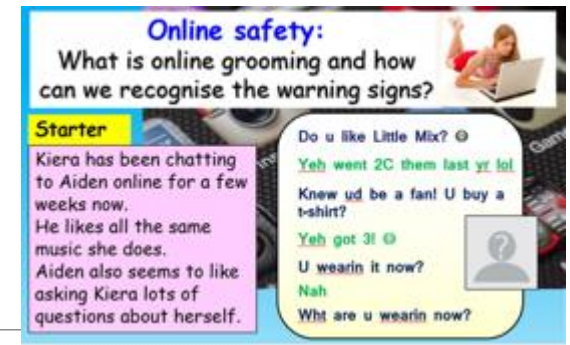 Online safety:
What is online grooming and how
can we recognise the warning signs?
Starter
Kiera has been chatting
to Aiden online for a few
weeks now.
He likes all the same
music she does.
Aiden also seems to like
asking Kiera lots of
questions about herself.
Do u like Little Mix?
Yeh went 2C them last yr lol
Knew ud be a fan! U buy a
t-shirt?
Yeh got 3!
U wearin it now?
Nah
Wht are u wearin now?